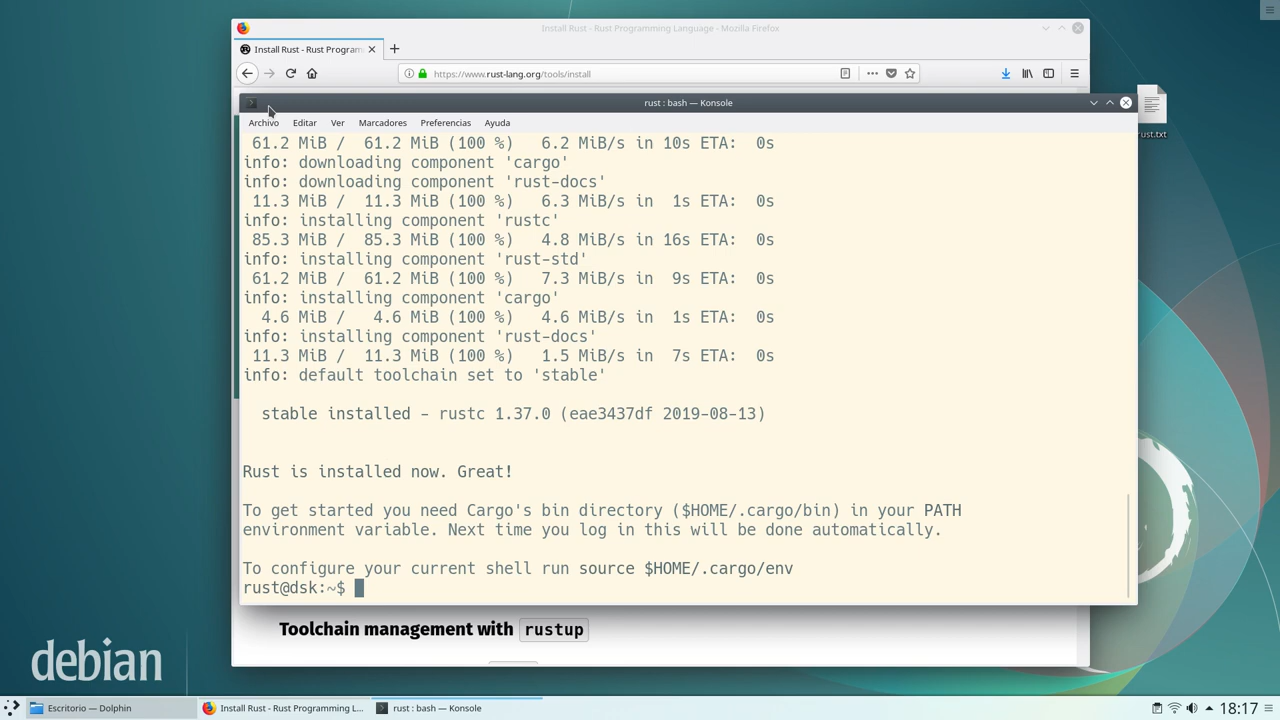 Install Rust - Rust Programming Language - Mozilla Firefox
Install Rust - Rust Program
https://www.rust-lang.org/tools/install
rust : bash — Konsole
Archivo Editar Ver Marcadores Preferencias Ayuda
61.2 MiB / 61.2 MiB (100 %) 6.2 MiB/s in 10s ETA: 0s
info: downloading component 'cargo'
info: downloading component 'rust-docs'
11.3 MiB / 11.3 MiB (100 %) 6.3 MiB/s in 1s ETA: 0s
info: installing component 'rustc'
85.3 MiB / 85.3 MiB (100 %) 4.8 MiB/s in 16s ETA: 0s
info: installing component 'rust-std'
61.2 MiB / 61.2 MiB (100 %) 7.3 MiB/s in 9s ETA: 0s
info: installing component 'cargo'
4.6 MiB / 4.6 MiB (100 %) 4.6 MiB/s in 1s ETA: 0s
info: installing component 'rust-docs'
11.3 MiB / 11.3 MiB (100 %) 1.5 MiB/s in 7s ETA: 0s
info: default toolchain set to 'stable'
stable installed - rustc 1.37.0 (eae3437df 2019-08-13)
Rust is installed now. Great!
To get started you need Cargo's bin directory ($HOME/.cargo/bin) in your PATH
environment variable. Next time you log in this will be done automatically.
To configure your current shell run source $HOME/.cargo/env
rust@dsk:~$
Toolchain management with rustup
rust.txt
debian
Escritorio — Dolphin
Install Rust - Rust Programming L...
rust : bash — Konsole
18:17